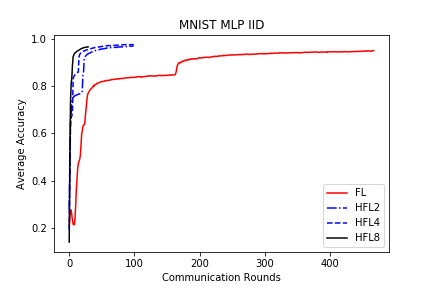 MNIST MLP IID
Average Accuracy
1.0
0.8
0.6
0.4
0.2
0 100 200 300 400
Communication Rounds
FL
HFL2
HFL4
HFL8